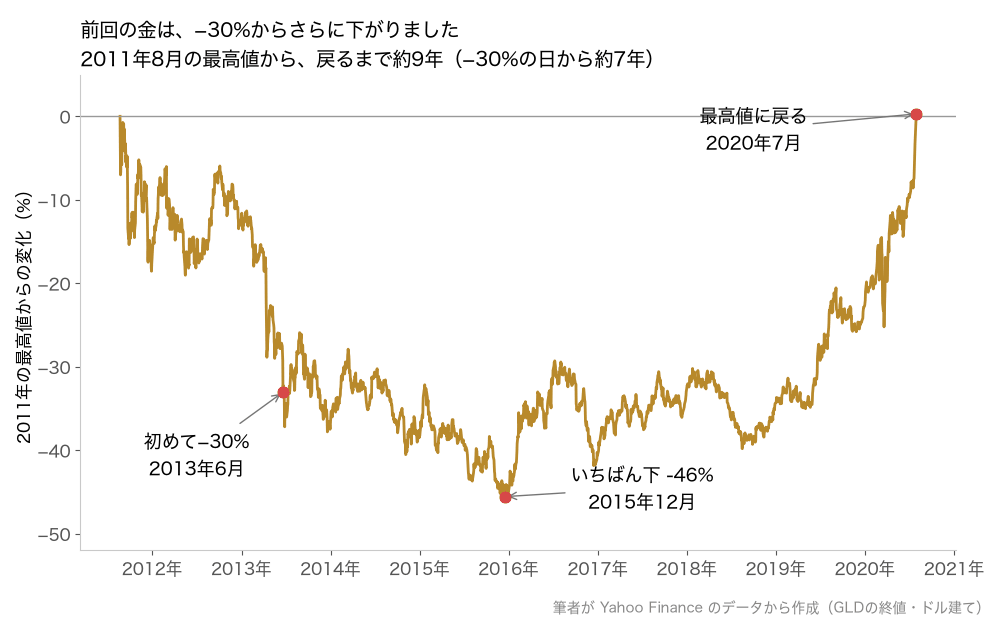 前回の金は、−30%からさらに下がりました
2011年8月の最高値から、戻るまで約9年（−30%の日から約7年）
2011年の最高値からの変化（%）
0
−10
−20
−30
−40
−50
最高値に戻る
2020年7月
初めて−30%
2013年6月
いちばん下 -46%
2015年12月
2012年 2013年 2014年 2015年 2016年 2017年 2018年 2019年 2020年 2021年
筆者が Yahoo Finance のデータから作成（GLDの終値・ドル建て）